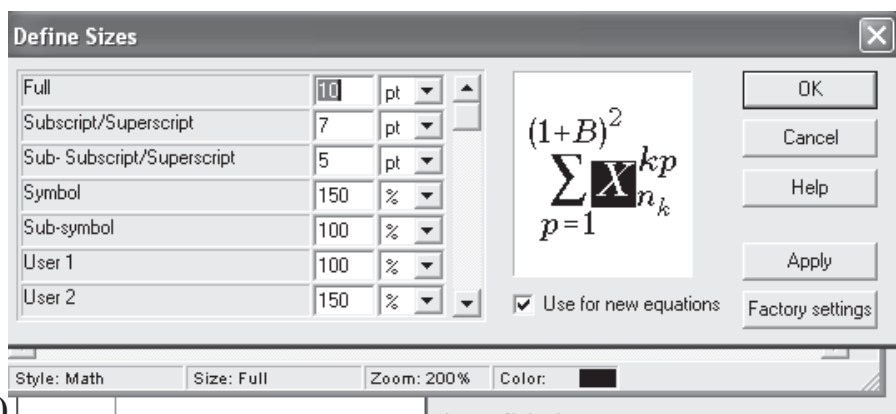 Define Sizes
Full 10 pt
Subscript/Superscript 7 pt
Sub- Subscript/Superscript 5 pt
Symbol 150 %
Sub-symbol 100 %
User 1 100 %
User 2 150 %
(1+B)²
∑ X kp
n k
p=1
Use for new equations
OK
Cancel
Help
Apply
Factory settings
Style: Math Size: Full Zoom: 200% Color: